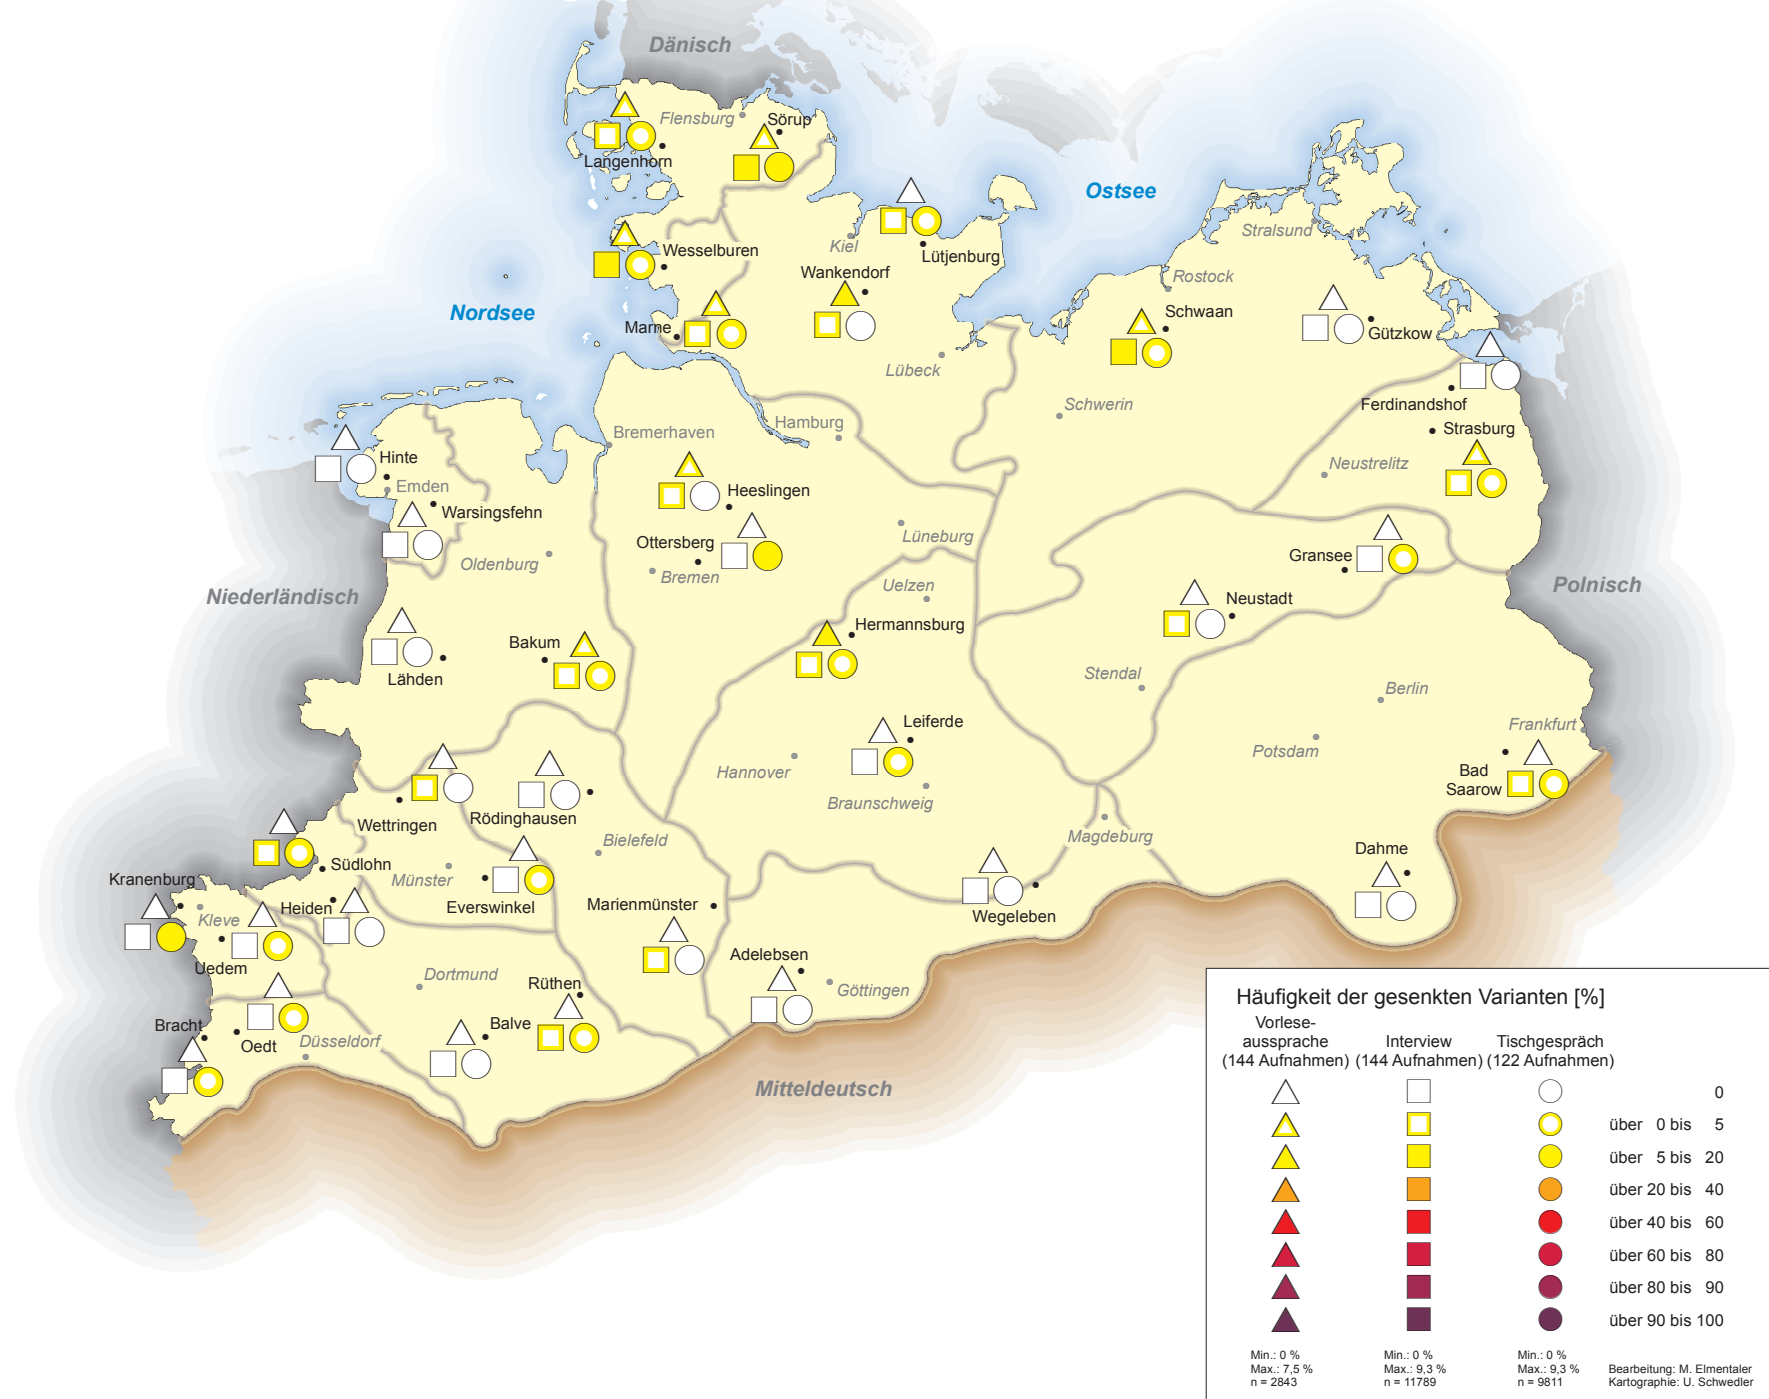 Dänisch
Flensburg
Sörup
Langenhorn
Ostsee
Stralsund
Kiel
Lütjenburg
Wesselburen
Wankendorf
Rostock
Nordsee
Schwaan
Gützkow
Marne
Lübeck
Ferdinandshof
Schwerin
Hamburg
Bremerhaven
Strasburg
Hinte
Neustrelitz
Emden
Heeslingen
Warsingsfehn
Lüneburg
Ottersberg
Oldenburg
Bremen
Gransee
Uelzen
Polnisch
Niederländisch
Neustadt
Hermannsburg
Bakum
Lähden
Stendal
Berlin
Leiferde
Frankfurt
Potsdam
Hannover
Bad
Saarow
Braunschweig
Wettringen
Rödinghausen
Magdeburg
Bielefeld
Dahme
Südlohn
Kranenburg
Münster
Heiden
Everswinkel
Marienmünster
Wegeleben
Kleve
Uedem
Adelebsen
Dortmund
Rüthen
Göttingen
Bracht
Balve
Oedt
Düsseldorf
Mitteldeutsch
Häufigkeit der gesenkten Varianten [%]
Vorlese-
aussprache
(144 Aufnahmen)
Interview
(144 Aufnahmen)
Tischgespräch
(122 Aufnahmen)
0
über 0 bis 5
über 5 bis 20
über 20 bis 40
über 40 bis 60
über 60 bis 80
über 80 bis 90
über 90 bis 100
Min.: 0 %
Max.: 7,5 %
n = 2843
Min.: 0 %
Max.: 9,3 %
n = 11789
Min.: 0 %
Max.: 9,3 %
n = 9811
Bearbeitung: M. Elmentaler
Kartographie: U. Schwedler